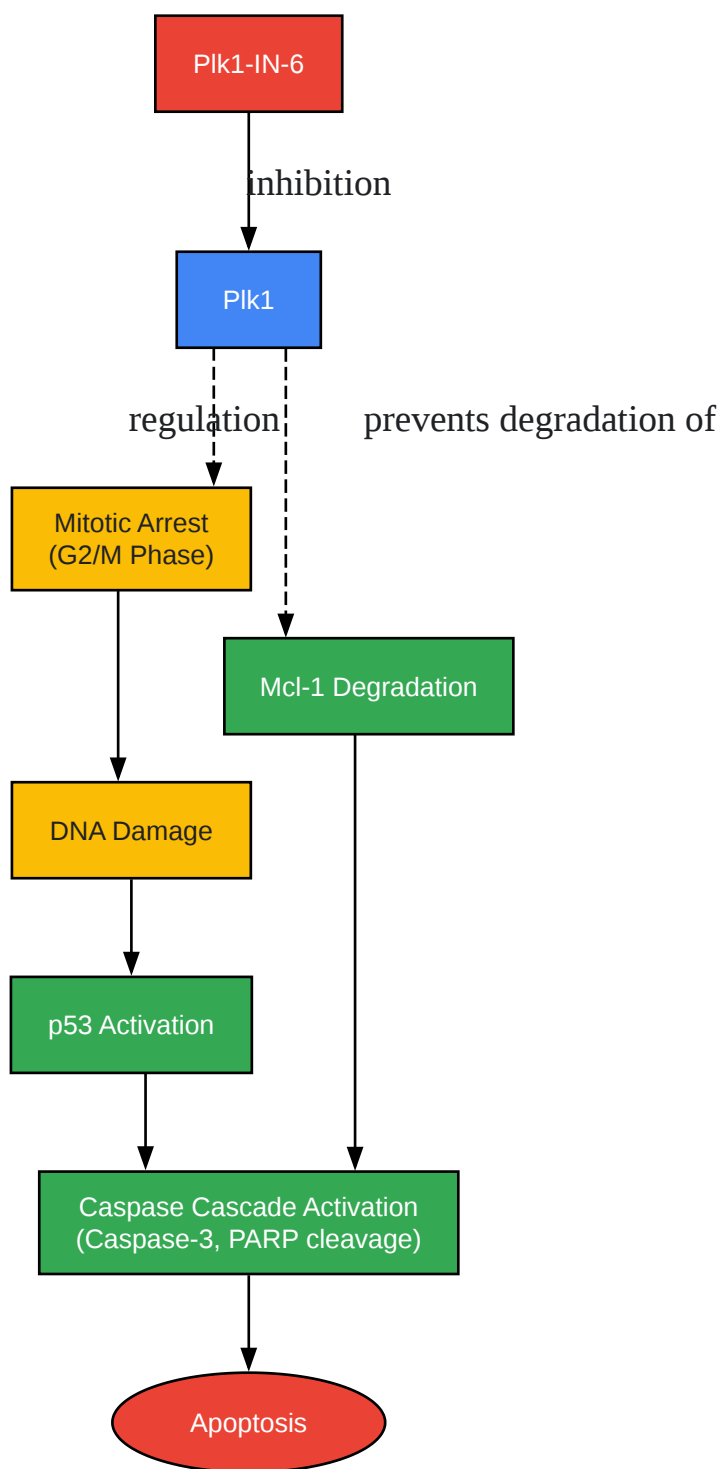 Plk1-IN-6
inhibition
Plk1
regulation
prevents degradation of
Mitotic Arrest
(G2/M Phase)
Mcl-1 Degradation
DNA Damage
p53 Activation
Caspase Cascade Activation
(Caspase-3, PARP cleavage)
Apoptosis